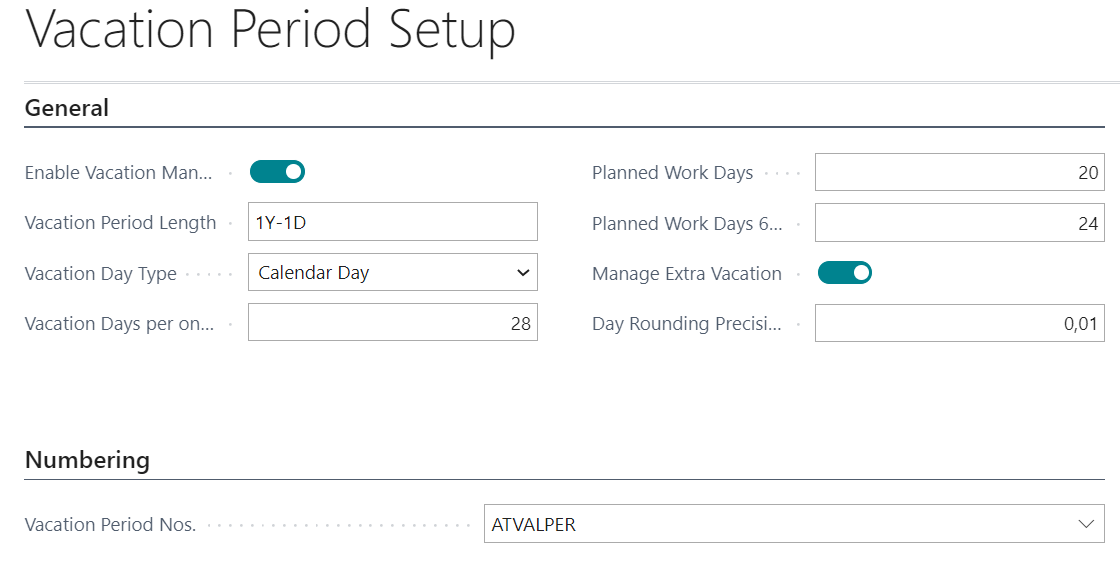 Vacation Period Setup
General
Enable Vacation Man...
Vacation Period Length 1Y-1D
Vacation Day Type Calendar Day
Vacation Days per on... 28
Planned Work Days 20
Planned Work Days 6... 24
Manage Extra Vacation
Day Rounding Precisi... 0,01
Numbering
Vacation Period Nos. ATVALPER